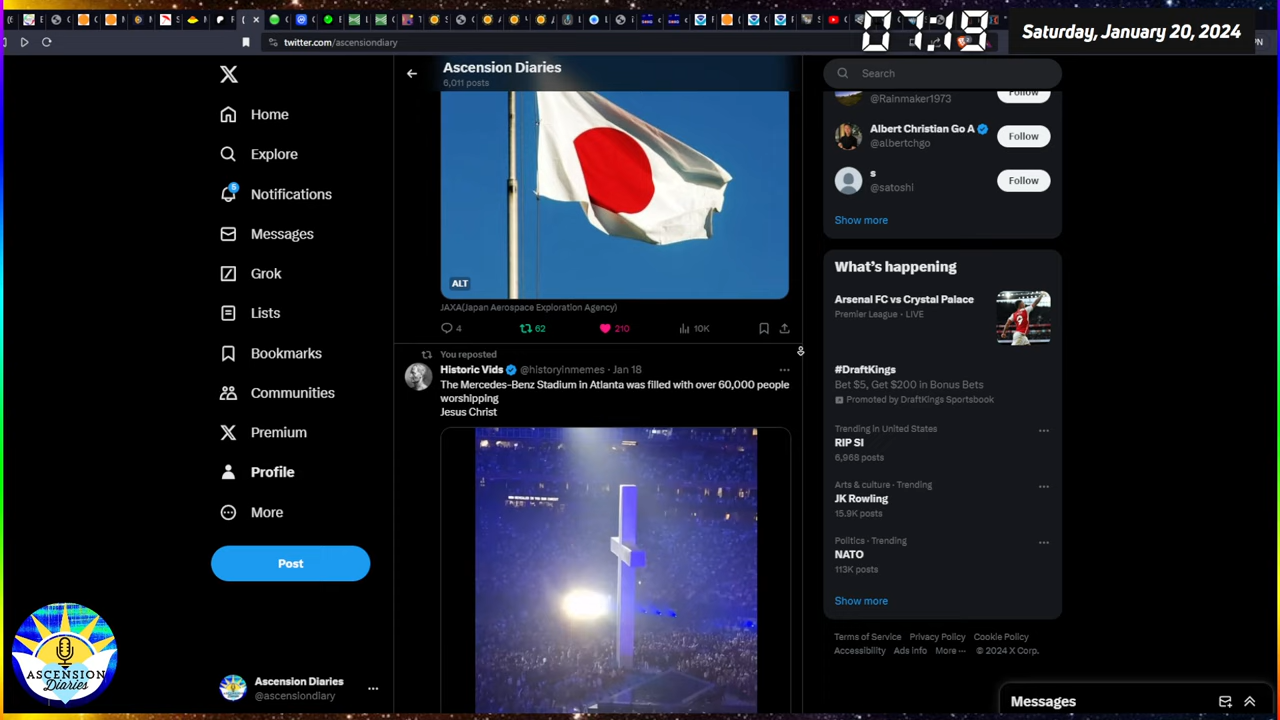 07:19
Saturday, January 20, 2024
twitter.com/ascensiondiary
Home
Explore
5
Notifications
Messages
Grok
Lists
Bookmarks
Communities
Premium
Profile
More
Post
ASCENSION
Diaries
Ascension Diaries
@ascensiondiary
Ascension Diaries
6,011 posts
ALT
JAXA(Japan Aerospace Exploration Agency)
4
62
210
10K
You reposted
Historic Vids @historyinmemes · Jan 18
The Mercedes-Benz Stadium in Atlanta was filled with over 60,000 people
worshipping
Jesus Christ
Search
@Rainmaker1973
Follow
Albert Christian Go A
@albertchgo
Follow
s
@satoshi
Follow
Show more
What's happening
Arsenal FC vs Crystal Palace
Premier League · LIVE
#DraftKings
Bet $5, Get $200 in Bonus Bets
Promoted by DraftKings Sportsbook
Trending in United States
RIP SI
6,968 posts
Arts & culture · Trending
JK Rowling
15.9K posts
Politics · Trending
NATO
113K posts
Show more
Terms of Service Privacy Policy Cookie Policy
Accessibility Ads info More ··· © 2024 X Corp.
Messages